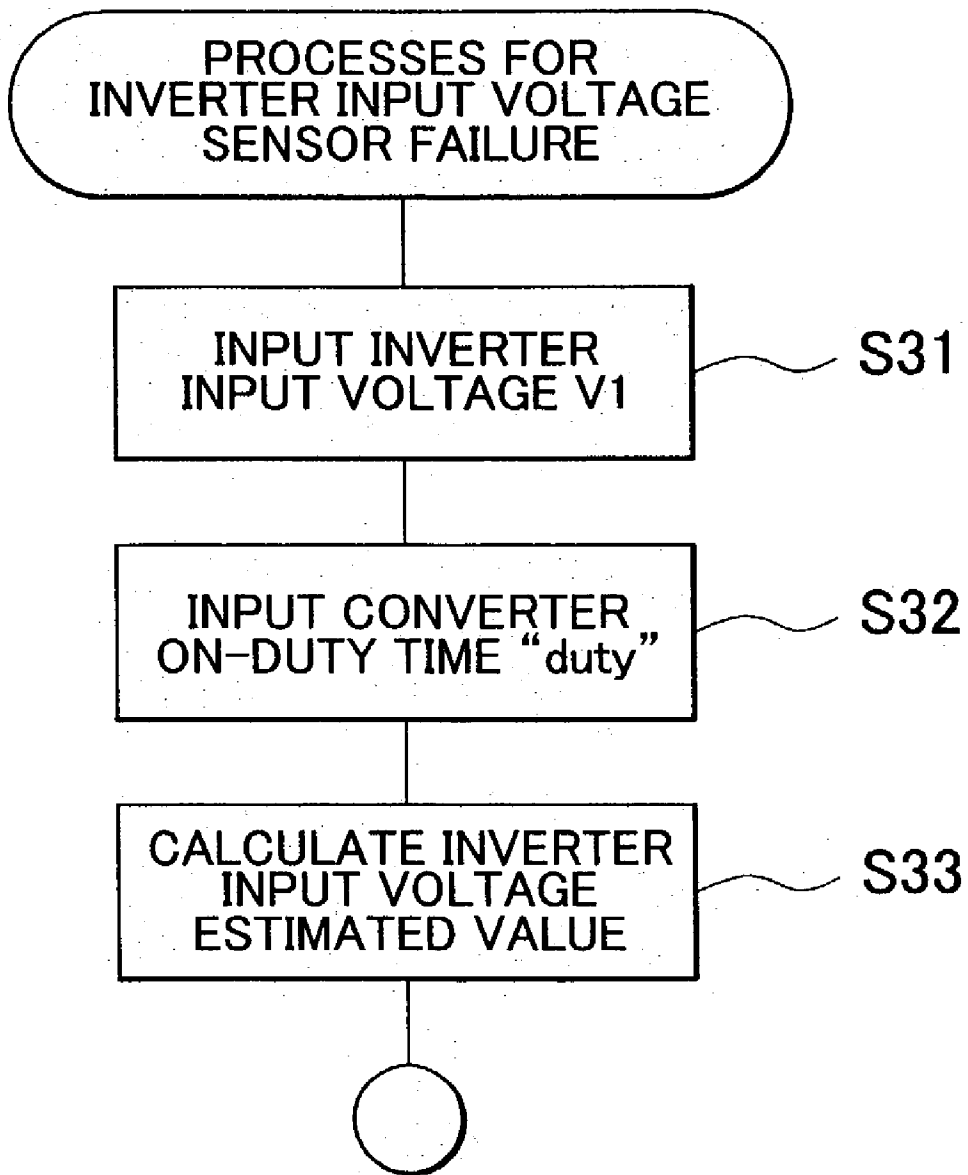 PROCESSES FOR
INVERTER INPUT VOLTAGE
SENSOR FAILURE
INPUT INVERTER
INPUT VOLTAGE V1
S31
INPUT CONVERTER
ON-DUTY TIME “duty”
S32
CALCULATE INVERTER
INPUT VOLTAGE
ESTIMATED VALUE
S33